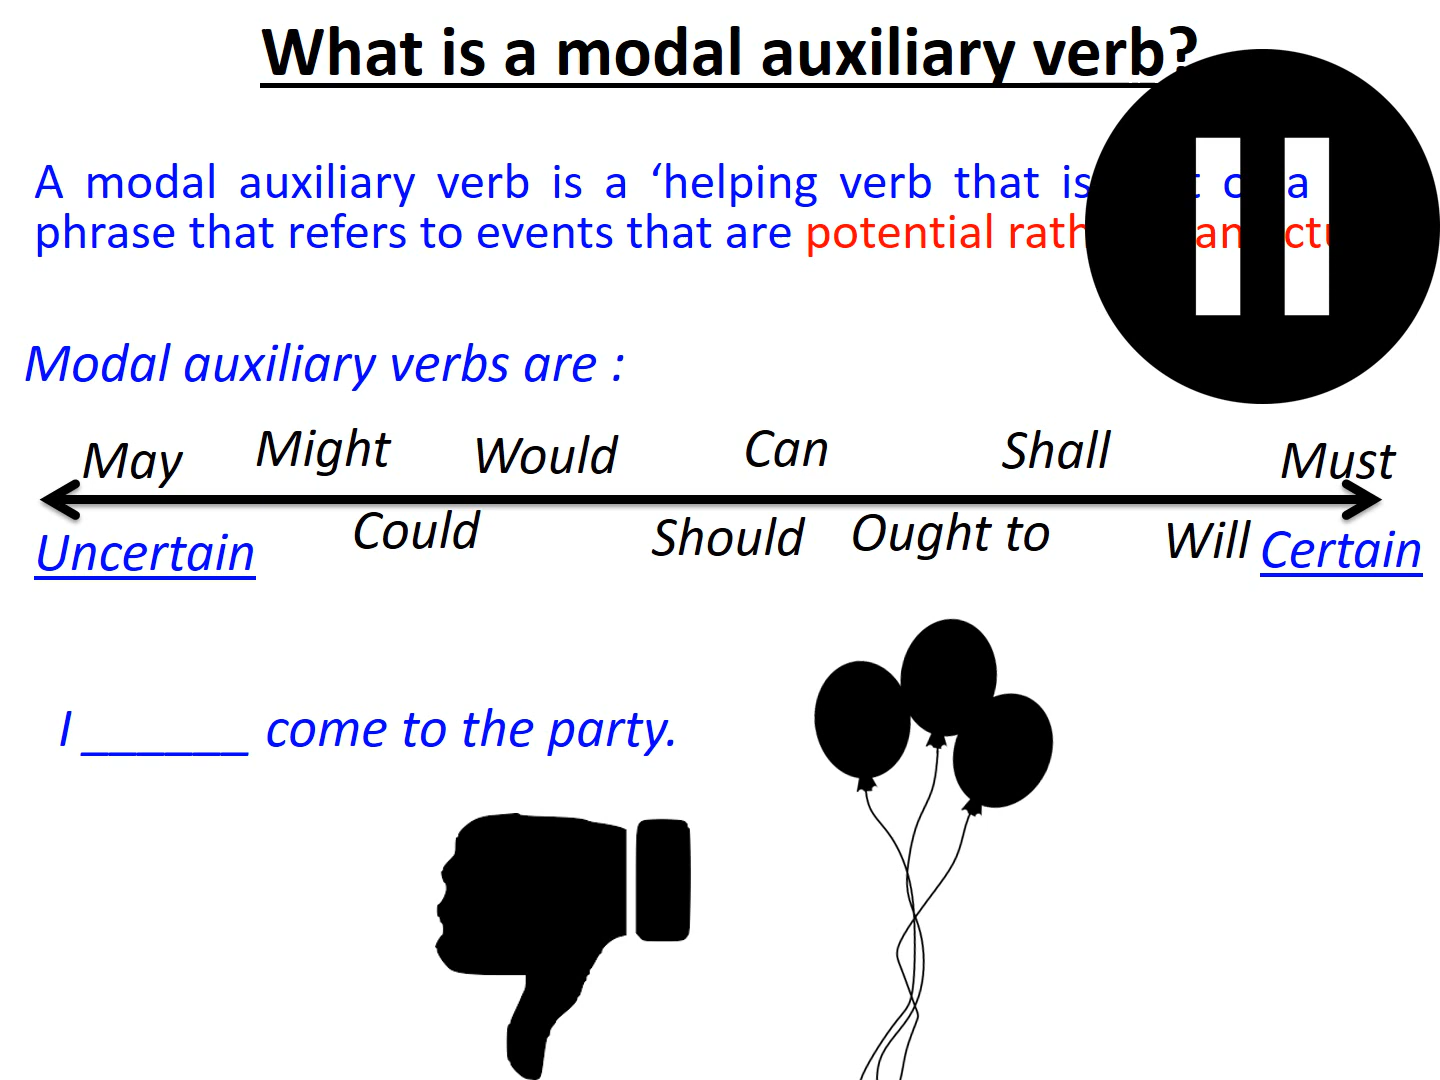 What is a modal auxiliary verb?
A modal auxiliary verb is a ‘helping verb that is a
phrase that refers to events that are potential
Modal auxiliary verbs are :
May Might Would Can Shall Must
Could Should Ought to Will
Uncertain Certain
I ______ come to the party.